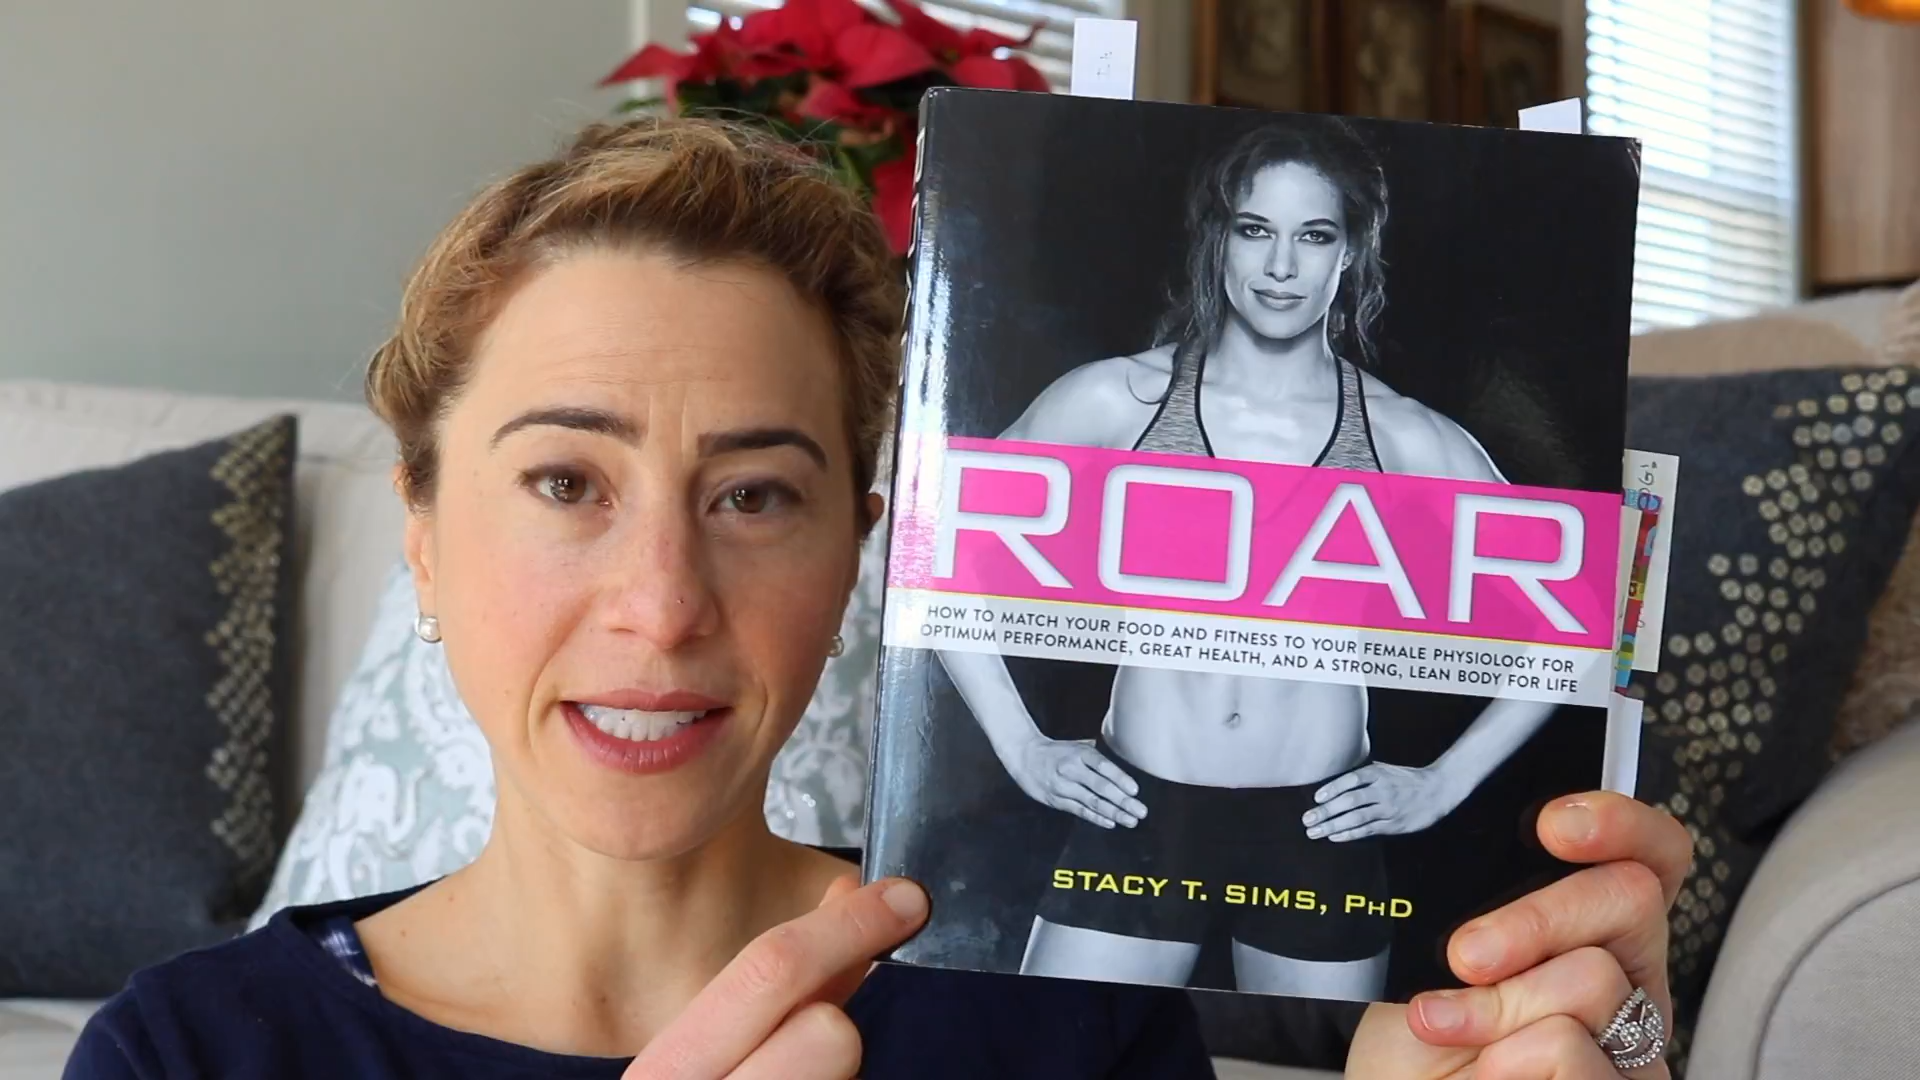 ROAR
HOW TO MATCH YOUR FOOD AND FITNESS TO YOUR FEMALE PHYSIOLOGY FOR
OPTIMUM PERFORMANCE, GREAT HEALTH, AND A STRONG, LEAN BODY FOR LIFE
STACY T. SIMS, PHD